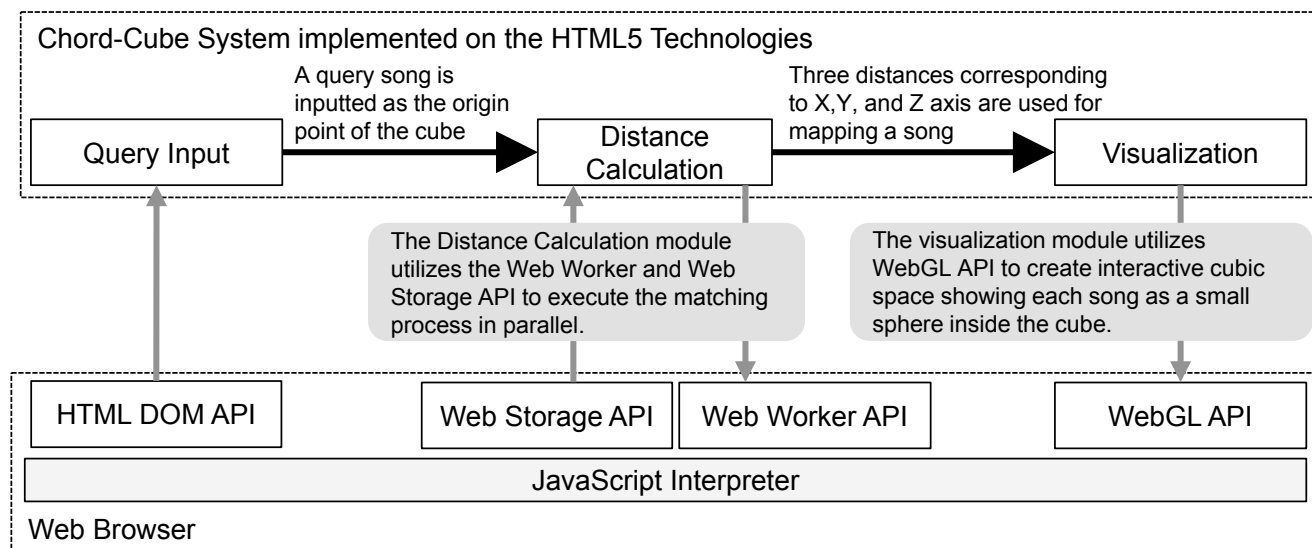 Chord-Cube System implemented on the HTML5 Technologies
A query song is
inputted as the origin
point of the cube
Three distances corresponding
to X,Y, and Z axis are used for
mapping a song
Query Input
Distance
Calculation
Visualization
The Distance Calculation module
utilizes the Web Worker and Web
Storage API to execute the matching
process in parallel.
The visualization module utilizes
WebGL API to create interactive cubic
space showing each song as a small
sphere inside the cube.
HTML DOM API
Web Storage API
Web Worker API
WebGL API
JavaScript Interpreter
Web Browser